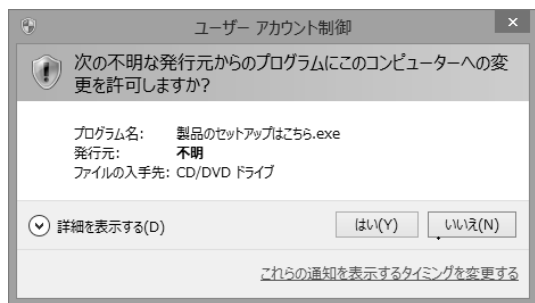 ユーザー アカウント制御
次の不明な発行元からのプログラムにこのコンピューターへの変
更を許可しますか?
プログラム名: 製品のセットアップはこちら.exe
発行元: 不明
ファイルの入手先: CD/DVD ドライブ
詳細を表示する(D) はい(Y) いいえ(N)
これらの通知を表示するタイミングを変更する